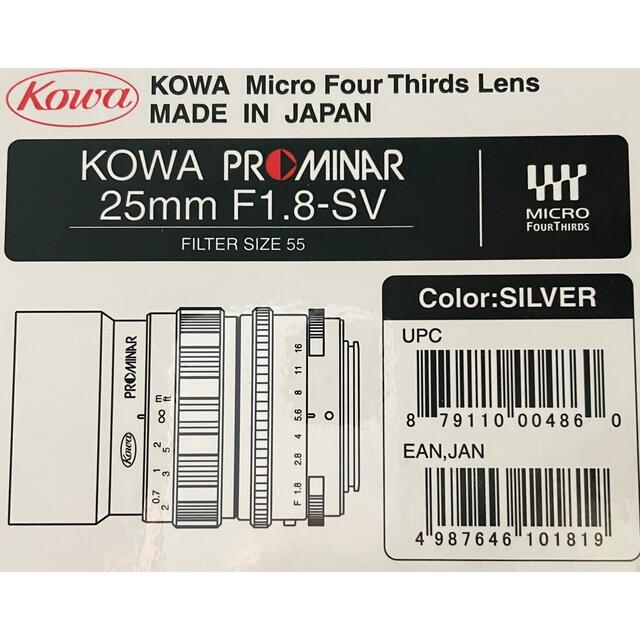 Kowa
KOWA Micro Four Thirds Lens
MADE IN JAPAN
KOWA PROMINAR
25mm F1.8-SV
FILTER SIZE 55
MICRO
FOURTHIRDS
Color:SILVER
UPC
8 79110 00486 0
EAN,JAN
4 987646 101819
PROMINAR
Kowa
m
ft
∞
2 5
1 3
0.7 2
16
11
8
5.6
4
2.8
F 1.8